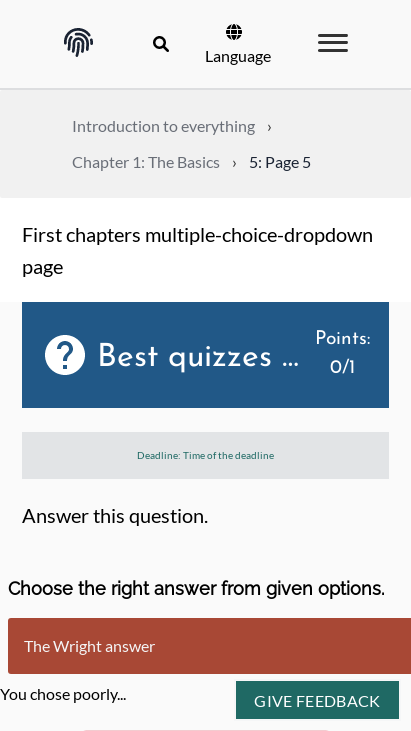 Language
Introduction to everything ›
Chapter 1: The Basics › 5: Page 5
First chapters multiple-choice-dropdown
page
Best quizzes ...
Points:
0/1
Deadline: Time of the deadline
Answer this question.
Choose the right answer from given options.
The Wright answer
You chose poorly...
GIVE FEEDBACK